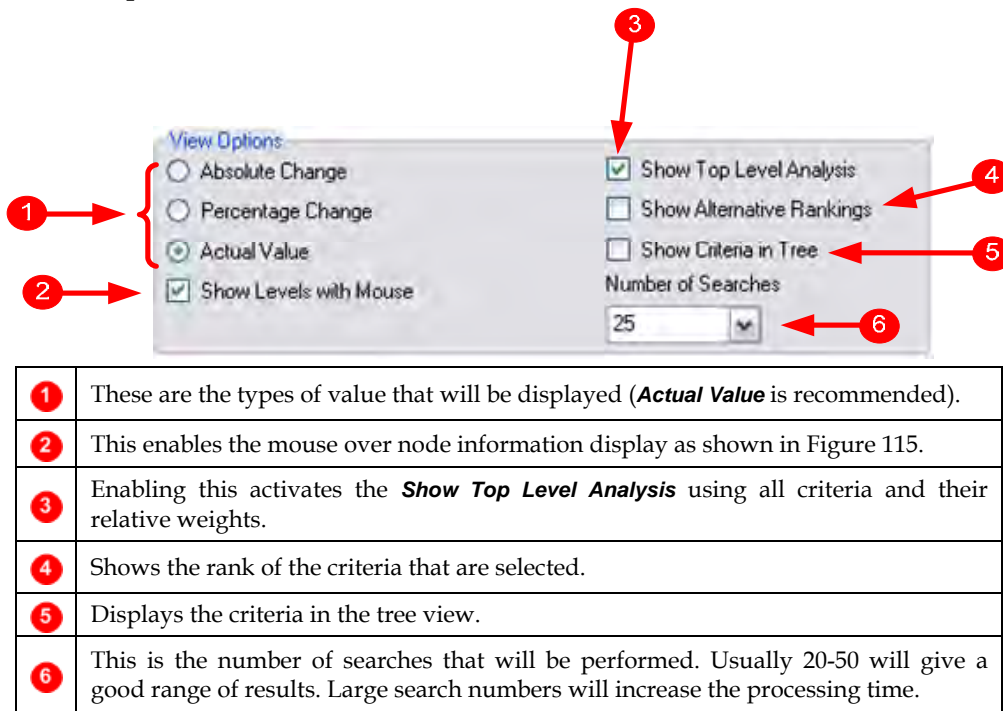 3
View Options
Absolute Change
Show Top Level Analysis
4
1
Percentage Change
Show Alternative Rankings
Actual Value
Show Criteria in Tree
5
2
Show Levels with Mouse
Number of Searches
25
6
1 These are the types of value that will be displayed (Actual Value is recommended).
2 This enables the mouse over node information display as shown in Figure 115.
3 Enabling this activates the Show Top Level Analysis using all criteria and their
relative weights.
4 Shows the rank of the criteria that are selected.
5 Displays the criteria in the tree view.
6 This is the number of searches that will be performed. Usually 20-50 will give a
good range of results. Large search numbers will increase the processing time.